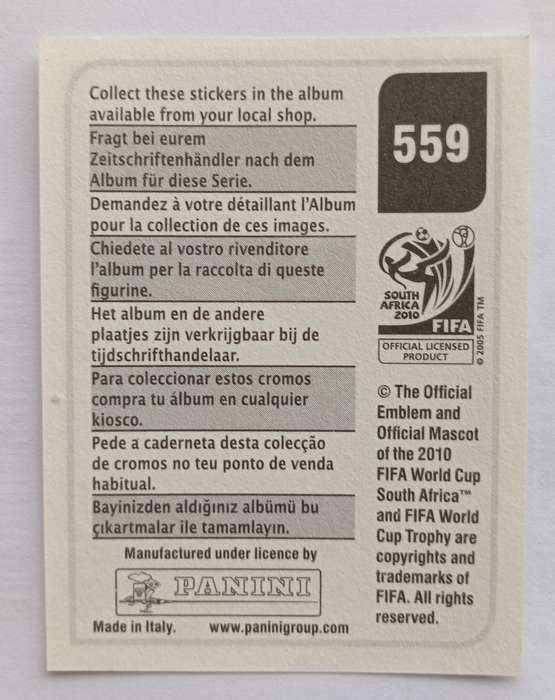 Collect these stickers in the album
available from your local shop.
Fragt bei eurem
Zeitschriftenhändler nach dem
Album für diese Serie.
Demandez à votre détaillant l'Album
pour la collection de ces images.
Chiedete al vostro rivenditore
l'album per la raccolta di queste
figurine.
Het album en de andere
plaatjes zijn verkrijgbaar bij de
tijdschrifthandelaar.
Para coleccionar estos cromos
compra tu álbum en cualquier
kiosco.
Pede a caderneta desta colecção
de cromos no teu ponto de venda
habitual.
Bayinizden aldığınız albümü bu
çıkartmalar ile tamamlayın.
Manufactured under licence by
PANINI
Made in Italy. www.paninigroup.com
559
SOUTH
AFRICA
2010
FIFA
OFFICIAL LICENSED
PRODUCT
© 2005 FIFA TM
© The Official
Emblem and
Official Mascot
of the 2010
FIFA World Cup
South Africa™
and FIFA World
Cup Trophy are
copyrights and
trademarks of
FIFA. All rights
reserved.